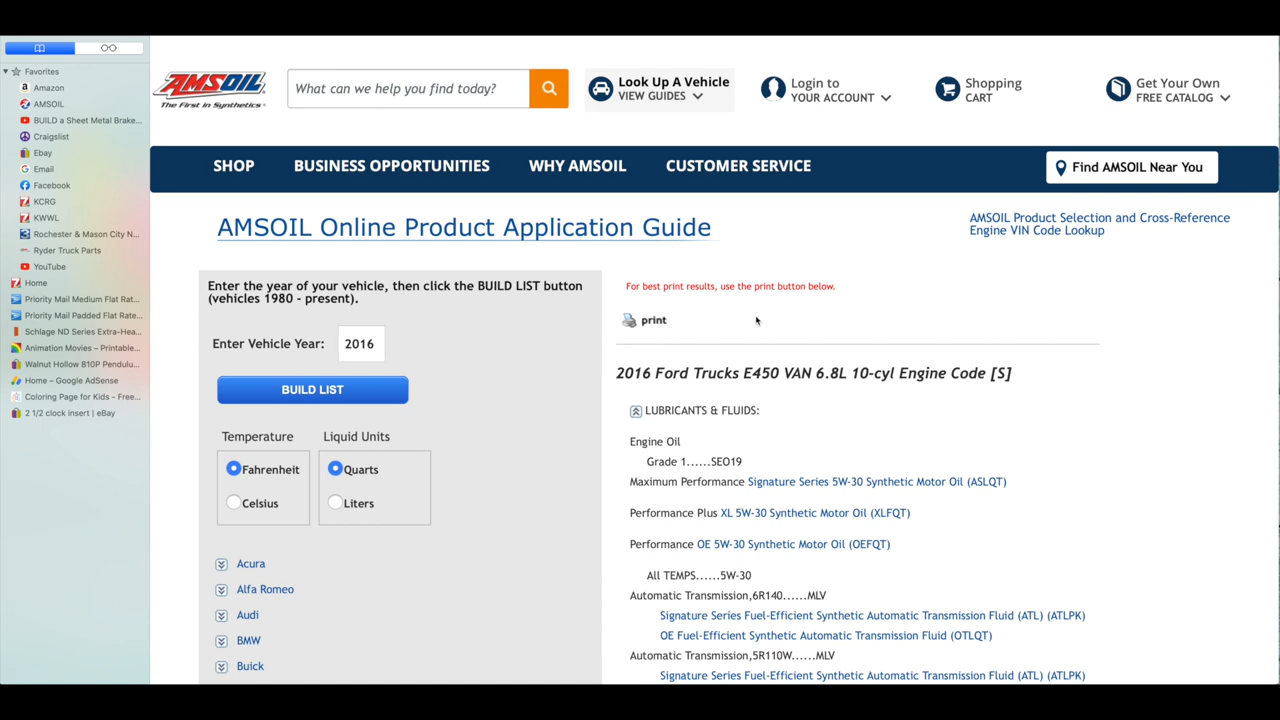 Favorites
Amazon
AMSOIL
BUILD a Sheet Metal Brake...
Craigslist
Ebay
Email
Facebook
KCRG
KWWL
Rochester & Mason City N...
Ryder Truck Parts
YouTube
Home
Priority Mail Medium Flat Rat...
Priority Mail Padded Flat Rate...
Schlage ND Series Extra-Hea...
Animation Movies – Printable...
Walnut Hollow 810P Pendulu...
Home – Google AdSense
Coloring Page for Kids - Free...
2 1/2 clock insert | eBay
AMSOIL
The First in Synthetics®
What can we help you find today?
Look Up A Vehicle
VIEW GUIDES
Login to
YOUR ACCOUNT
Shopping
CART
Get Your Own
FREE CATALOG
SHOP BUSINESS OPPORTUNITIES WHY AMSOIL CUSTOMER SERVICE
Find AMSOIL Near You
AMSOIL Online Product Application Guide
AMSOIL Product Selection and Cross-Reference
Engine VIN Code Lookup
Enter the year of your vehicle, then click the BUILD LIST button
(vehicles 1980 - present).
Enter Vehicle Year: 2016
BUILD LIST
Temperature Liquid Units
Fahrenheit Quarts
Celsius Liters
Acura
Alfa Romeo
Audi
BMW
Buick
For best print results, use the print button below.
print
2016 Ford Trucks E450 VAN 6.8L 10-cyl Engine Code [S]
LUBRICANTS & FLUIDS:
Engine Oil
Grade 1......SEO19
Maximum Performance Signature Series 5W-30 Synthetic Motor Oil (ASLQT)
Performance Plus XL 5W-30 Synthetic Motor Oil (XLFQT)
Performance OE 5W-30 Synthetic Motor Oil (OEFQT)
All TEMPS......5W-30
Automatic Transmission,6R140......MLV
Signature Series Fuel-Efficient Synthetic Automatic Transmission Fluid (ATL) (ATLPK)
OE Fuel-Efficient Synthetic Automatic Transmission Fluid (OTLQT)
Automatic Transmission,5R110W......MLV
Signature Series Fuel-Efficient Synthetic Automatic Transmission Fluid (ATL) (ATLPK)